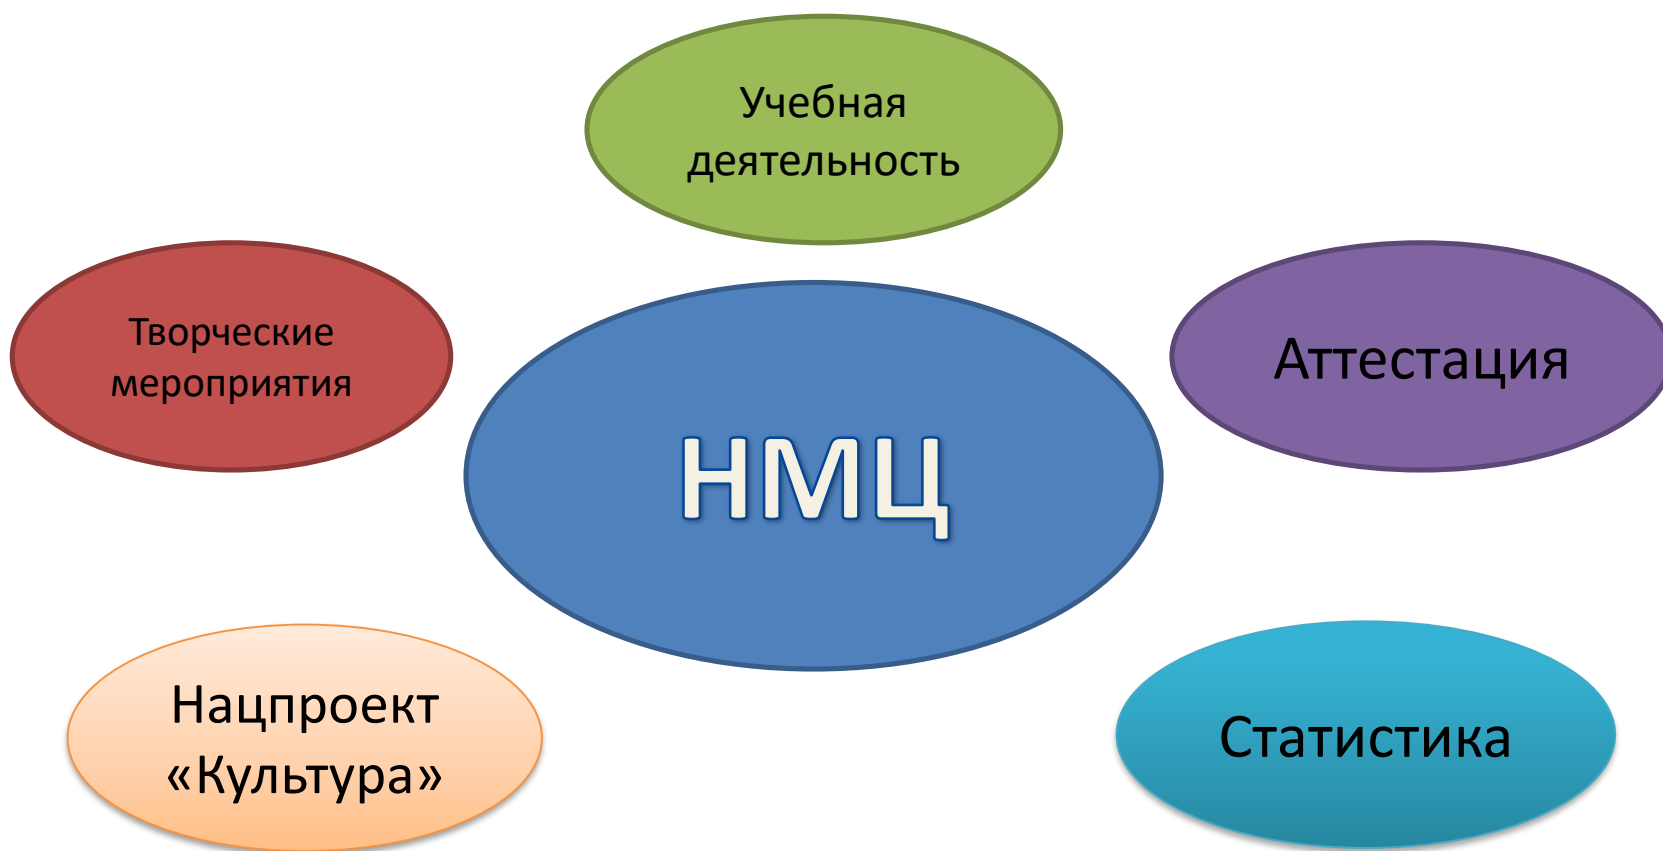 Учебная
деятельность
Творческие
мероприятия
Аттестация
НМЦ
Нацпроект
«Культура»
Статистика